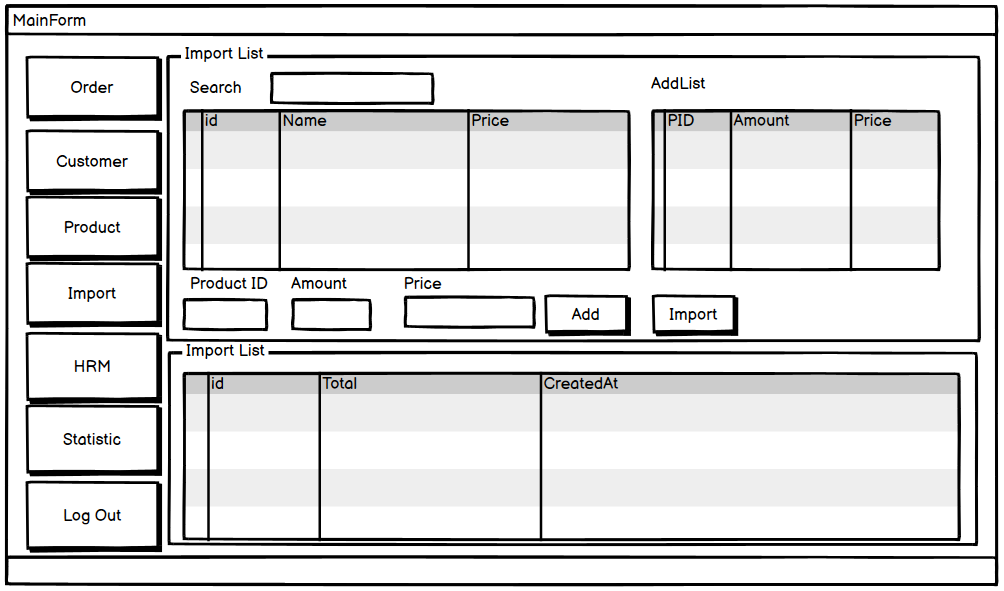 MainForm
Order
Customer
Product
Import
HRM
Statistic
Log Out
Import List
Search
AddList
id Name Price
PID Amount Price
Product ID Amount Price
Add Import
Import List
id Total CreatedAt